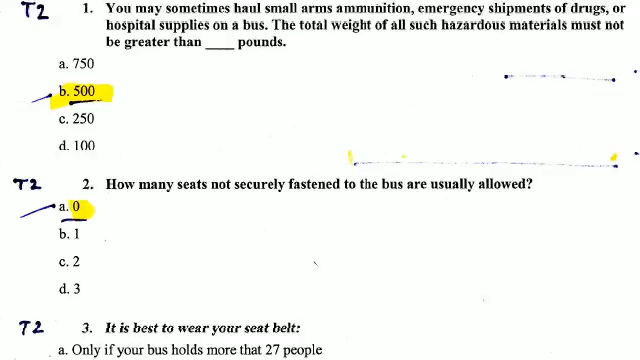 T2 1. You may sometimes haul small arms ammunition, emergency shipments of drugs, or
hospital supplies on a bus. The total weight of all such hazardous materials must not
be greater than ____ pounds.
a. 750
b. 500
c. 250
d. 100
T2 2. How many seats not securely fastened to the bus are usually allowed?
a. 0
b. 1
c. 2
d. 3
T2 3. It is best to wear your seat belt:
a. Only if your bus holds more that 27 people